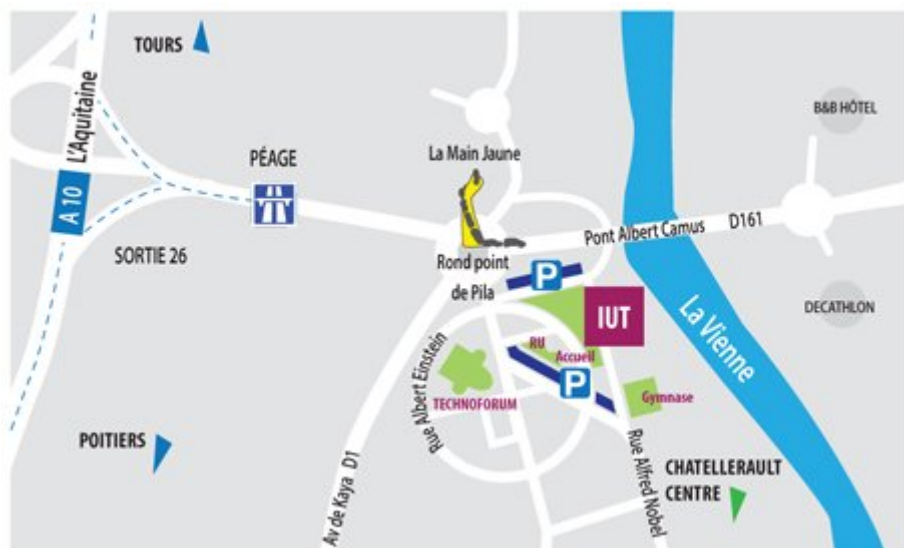 TOURS
L'Aquitaine
A 10
PÉAGE
SORTIE 26
La Main Jaune
B&B HÔTEL
Pont Albert Camus
D161
Rond point
de Pila
P
IUT
DECATHLON
La Vienne
RU
Accueil
P
Rue Albert Einstein
TECHNOFORUM
Gymnase
POITIERS
Av de Kaya D1
Rue Alfred Nobel
CHATELLERAULT
CENTRE